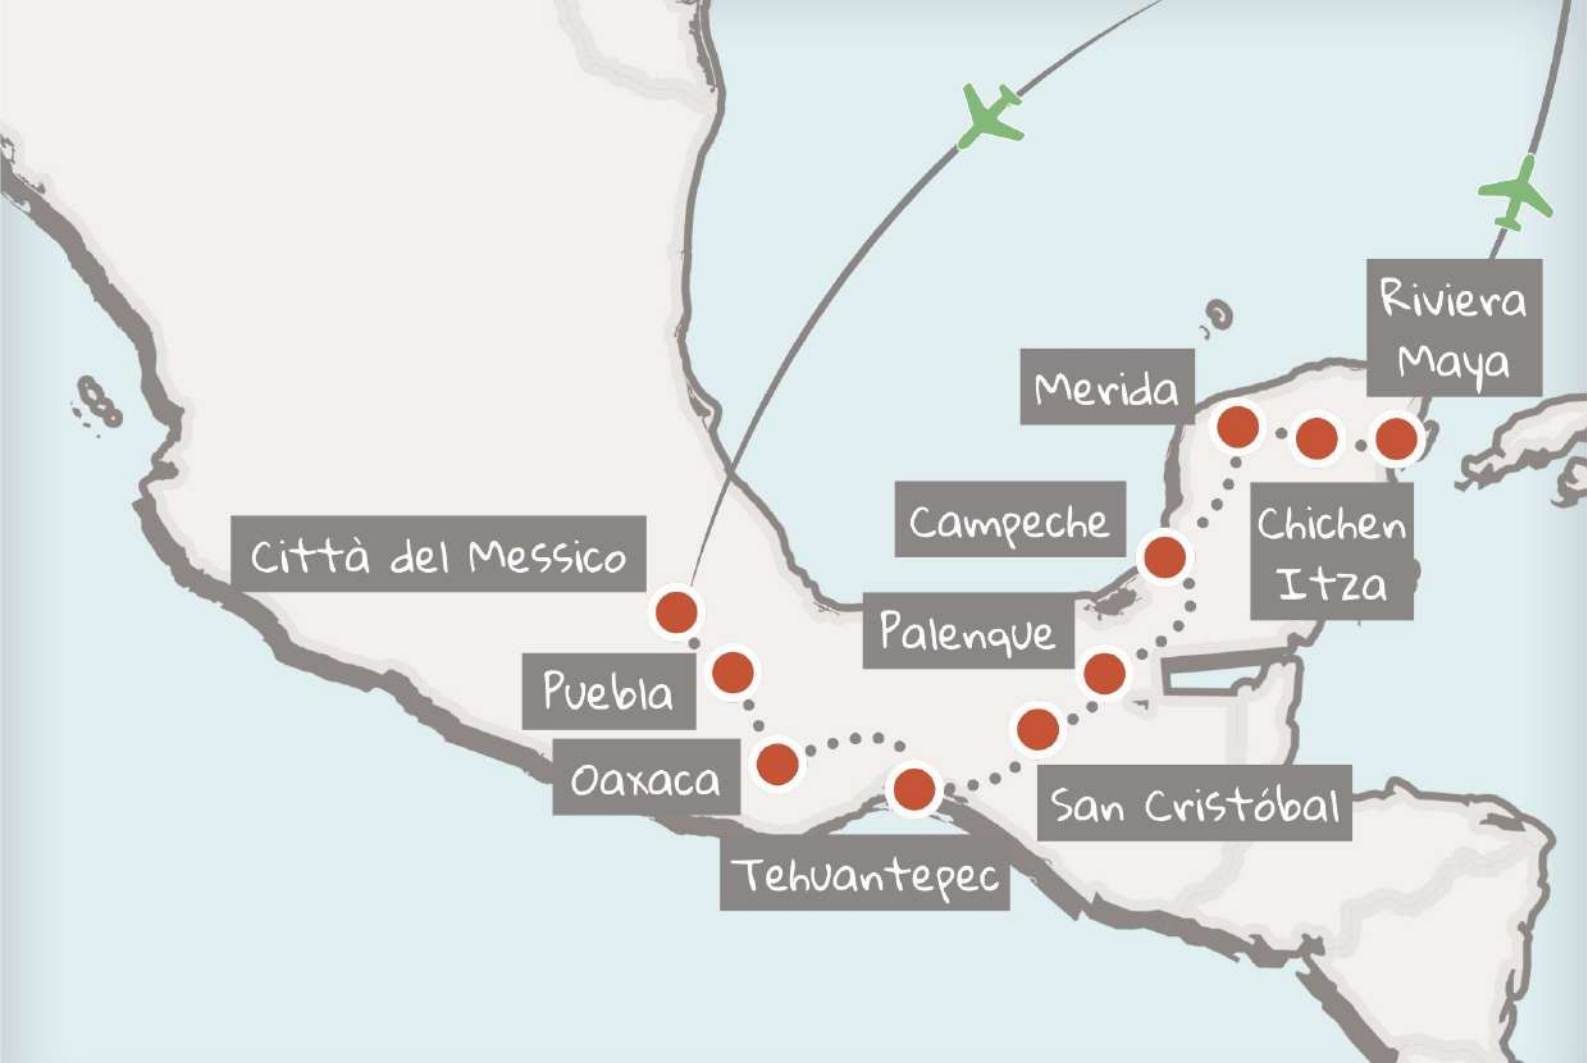 Riviera
Maya
Merida
Campeche
Chichen
Itza
Città del Messico
Palenque
Puebla
Oaxaca
San Cristóbal
Tehuantepec